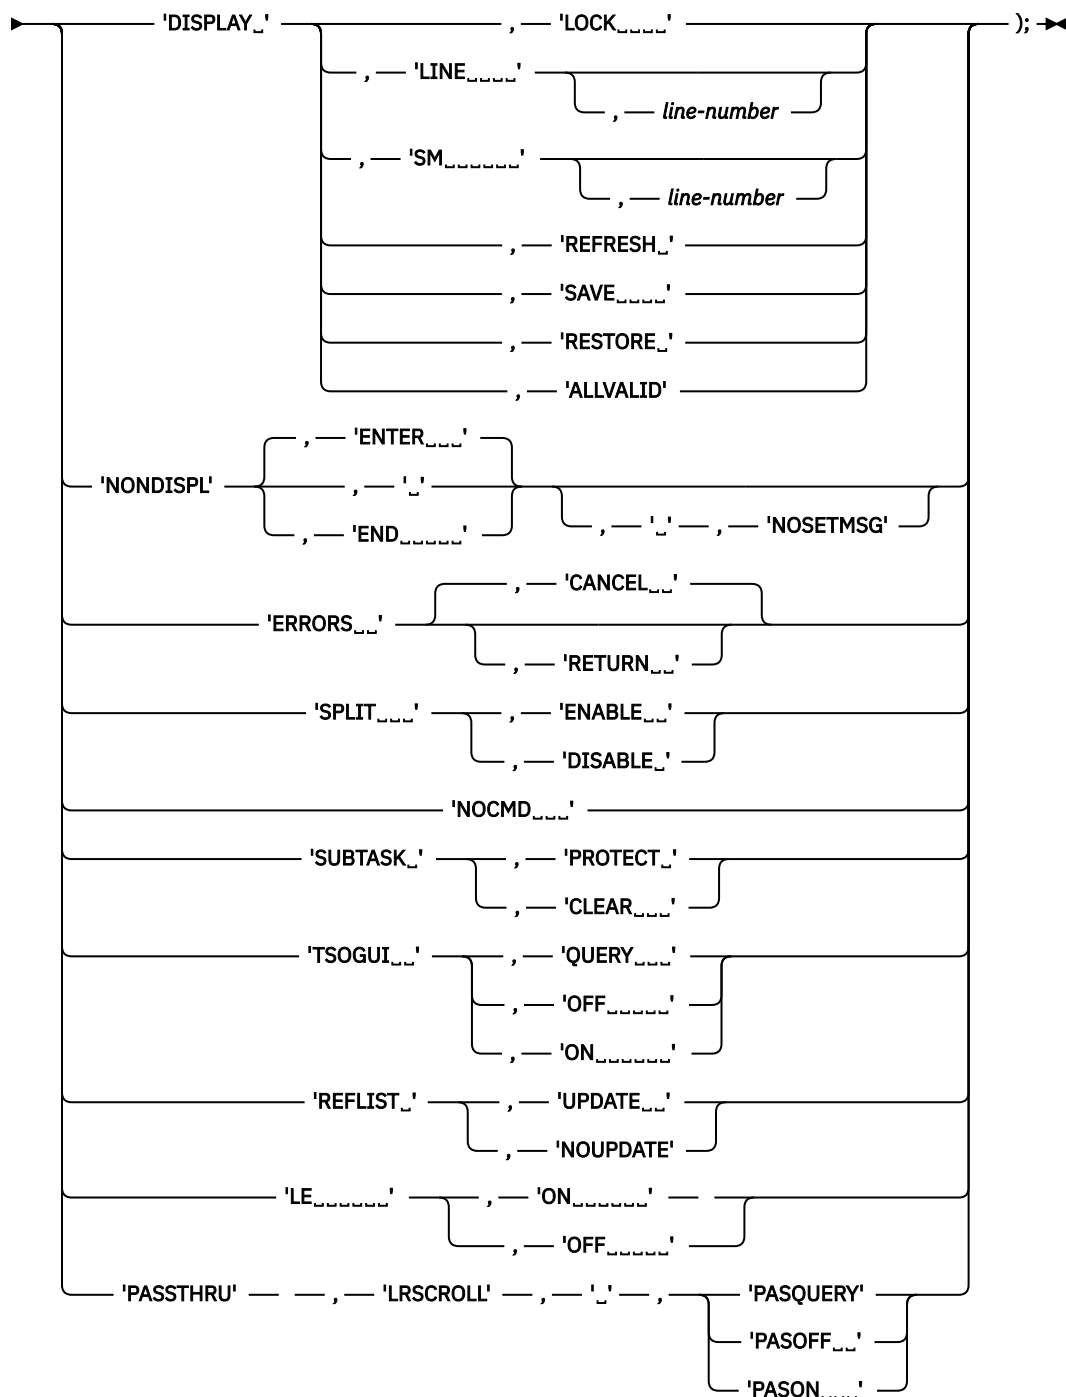 'DISPLAY␣' , 'LOCK␣␣␣␣' ); 
, 'LINE␣␣␣␣'
, line-number
, 'SM␣␣␣␣␣␣'
, line-number
, 'REFRESH␣'
, 'SAVE␣␣␣␣'
, 'RESTORE␣'
, 'ALLVALID'
, 'ENTER␣␣␣'
'NONDISPL' , '␣'
, '␣' , 'NOSETMSG'
, 'END␣␣␣␣␣'
, 'CANCEL␣␣'
'ERRORS␣␣'
, 'RETURN␣␣'
'SPLIT␣␣␣' , 'ENABLE␣␣'
, 'DISABLE␣'
'NOCMD␣␣␣'
'SUBTASK␣' , 'PROTECT␣'
, 'CLEAR␣␣␣'
'TSOGUI␣␣' , 'QUERY␣␣␣'
, 'OFF␣␣␣␣␣'
, 'ON␣␣␣␣␣␣'
'REFLIST␣' , 'UPDATE␣␣'
, 'NOUPDATE'
'LE␣␣␣␣␣␣' , 'ON␣␣␣␣␣␣'
, 'OFF␣␣␣␣␣'
'PASSTHRU' , 'LRSCROLL' , '␣' , 'PASQUERY'
'PASOFF␣␣'
'PASON␣␣␣'